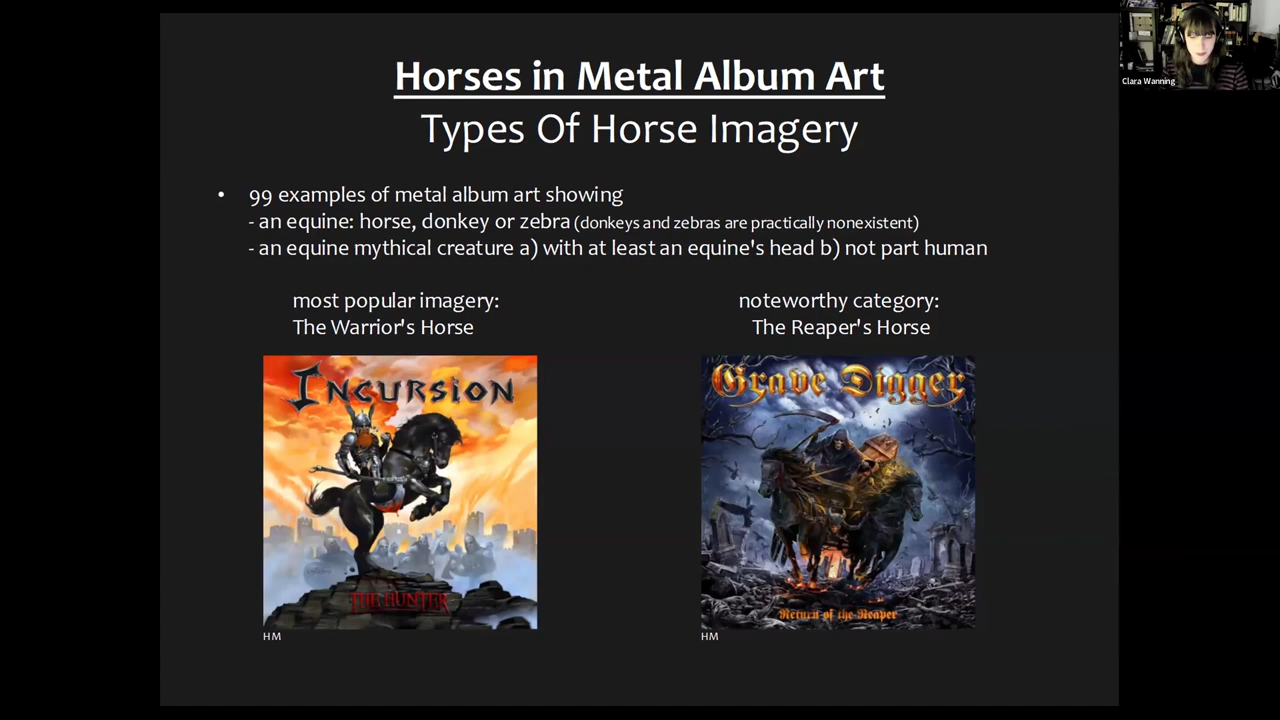 Horses in Metal Album Art
Types Of Horse Imagery
• 99 examples of metal album art showing
- an equine: horse, donkey or zebra (donkeys and zebras are practically nonexistent)
- an equine mythical creature a) with at least an equine's head b) not part human
most popular imagery:
The Warrior's Horse
INCURSION
THE HUNTER
HM
noteworthy category:
The Reaper's Horse
Grave Digger
Return of the Reaper
HM
Clara Wanning